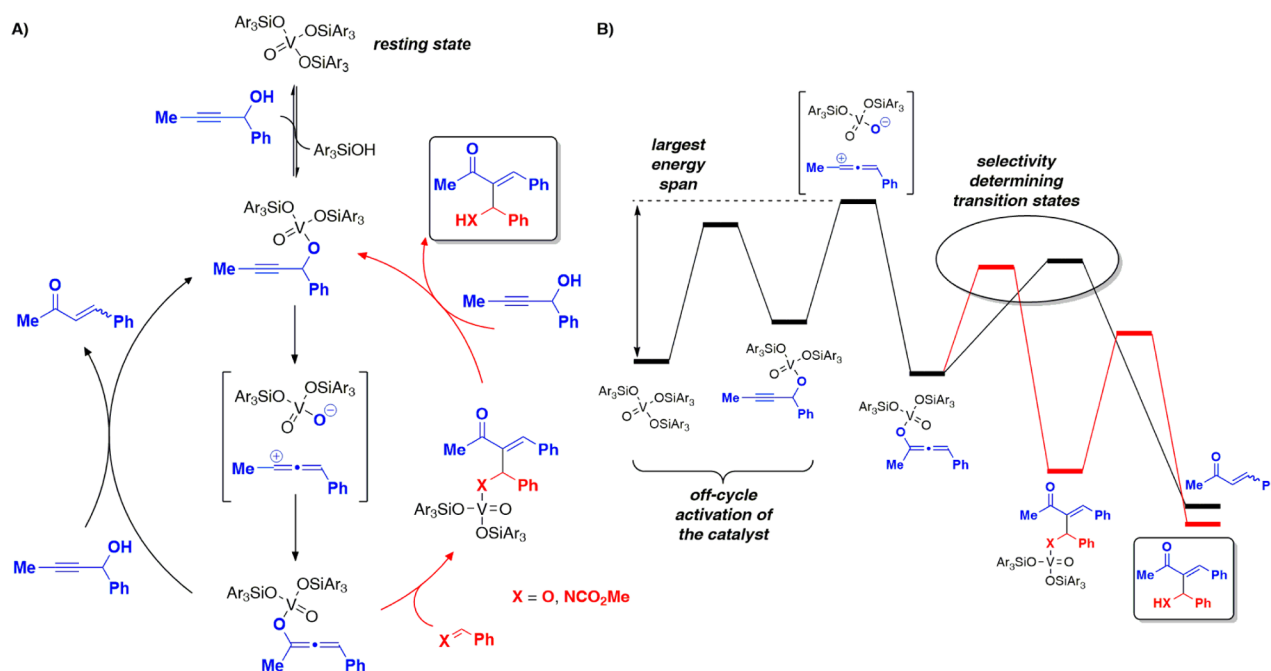 A)
Ar₃SiO
OSiAr₃
V
O
OSiAr₃
resting state
OH
Me
Ph
Ar₃SiOH
Ar₃SiO
OSiAr₃
V
O
O
Me
Ph
O
Me
Ph
HX
Ph
O
Me
Ph
OH
Me
Ph
Ar₃SiO
OSiAr₃
V
O
O
⊖
⊕
Me
Ph
O
Me
Ph
X
Ph
Ar₃SiO
V
O
OSiAr₃
OH
Me
Ph
Ar₃SiO
OSiAr₃
V
O
O
Me
Ph
X
Ph
X = O, NCO₂Me
B)
largest
energy
span
Ar₃SiO
OSiAr₃
V
O
O
⊖
⊕
Me
Ph
selectivity
determining
transition states
Ar₃SiO
OSiAr₃
V
O
OSiAr₃
Ar₃SiO
OSiAr₃
V
O
O
Me
Ph
off-cycle
activation of
the catalyst
Ar₃SiO
OSiAr₃
V
O
O
Me
Ph
O
Me
Ph
X
Ph
Ar₃SiO
V
O
OSiAr₃
O
Me
P
O
Me
Ph
HX
Ph